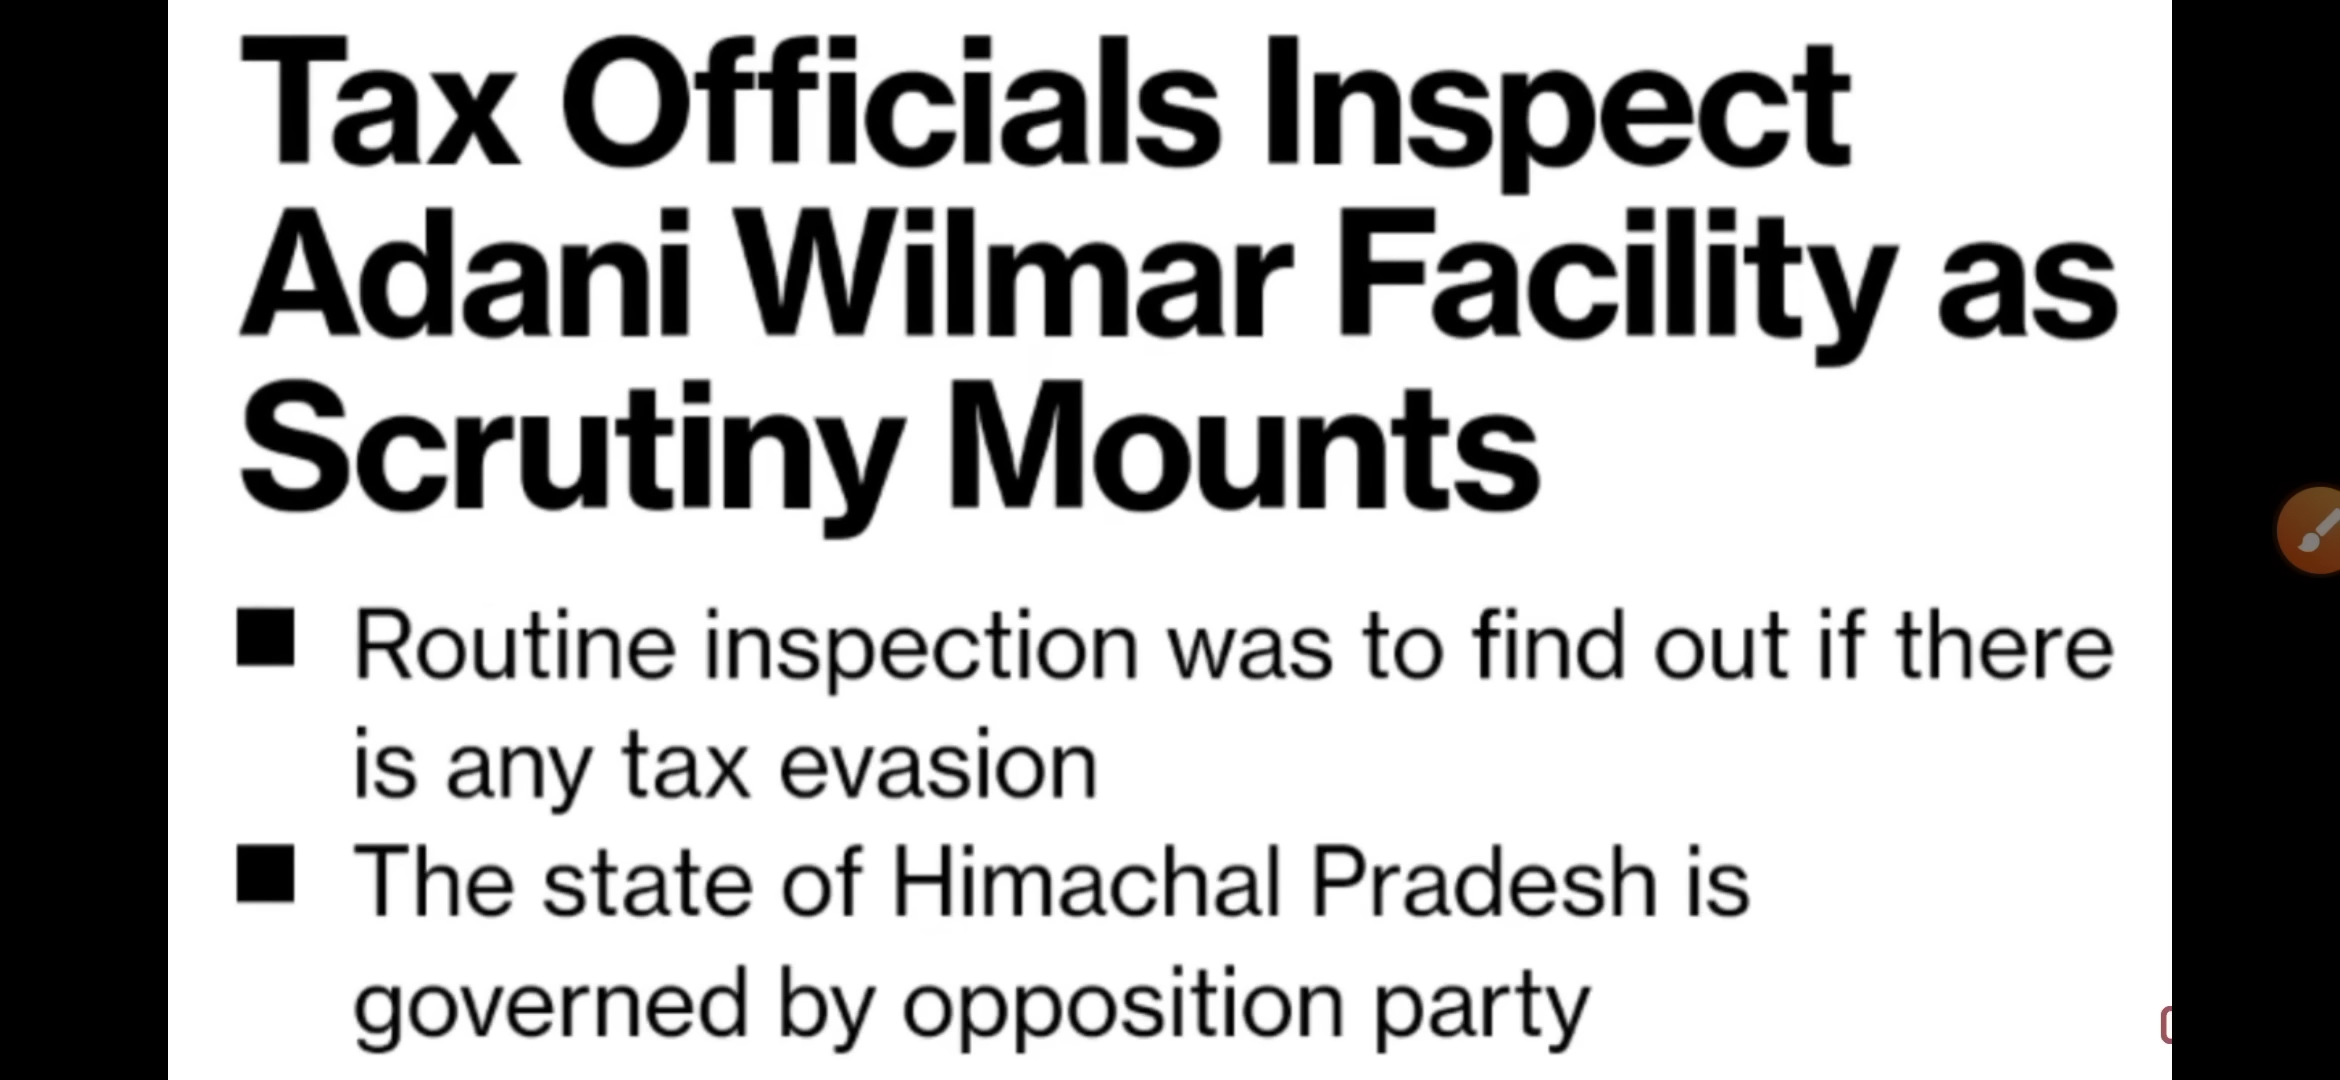 Tax Officials Inspect
Adani Wilmar Facility as
Scrutiny Mounts
Routine inspection was to find out if there
is any tax evasion
The state of Himachal Pradesh is
governed by opposition party